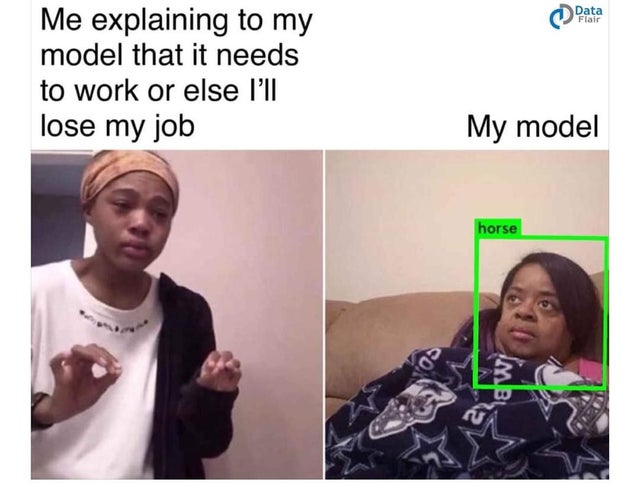 Me explaining to my
model that it needs
to work or else I'll
lose my job
Data
Flair
My model
horse